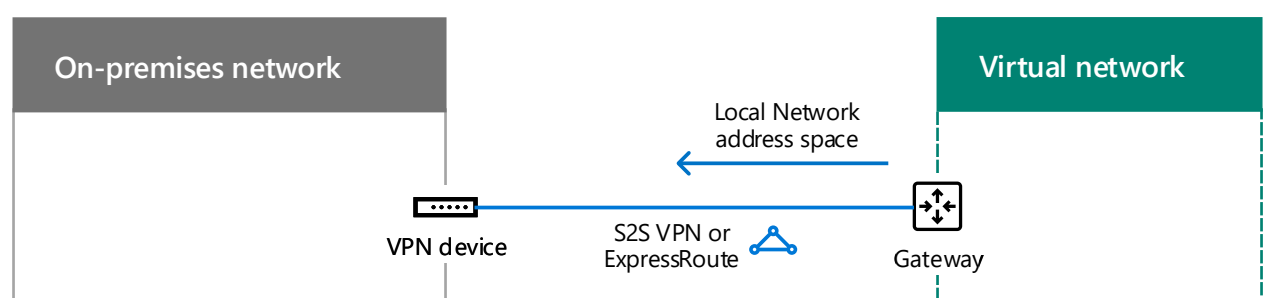 On-premises network
Virtual network
Local Network
address space
VPN device
S2S VPN or
ExpressRoute
Gateway